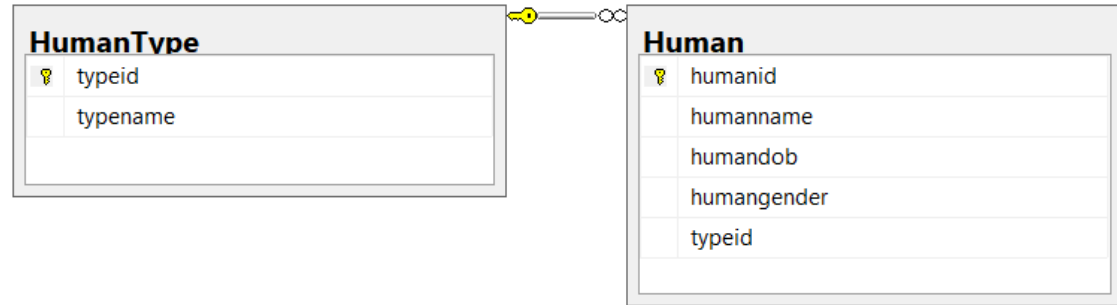 HumanType
typeid
typename
Human
humanid
humanname
humandob
humangender
typeid